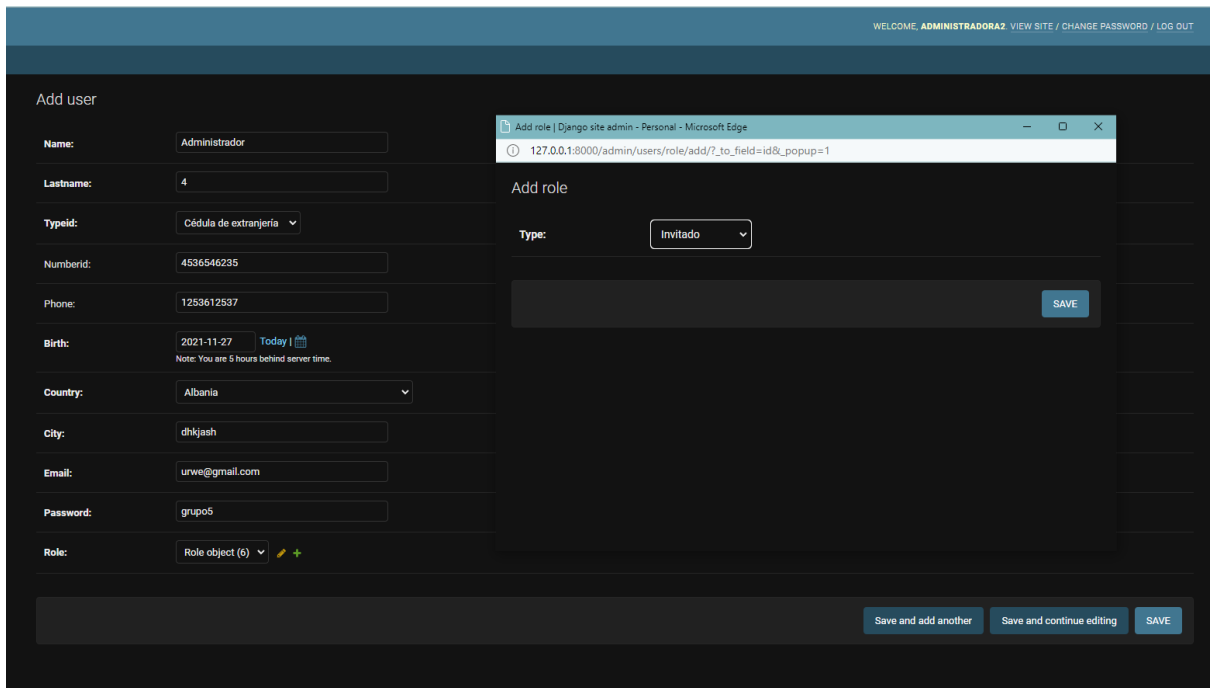 WELCOME, ADMINISTRADORA2. VIEW SITE / CHANGE PASSWORD / LOG OUT
Add user
Name: Administrador
Lastname: 4
Typeid: Cédula de extranjería
Numberid: 4536546235
Phone: 1253612537
Birth: 2021-11-27 Today |
Note: You are 5 hours behind server time.
Country: Albania
City: dhkjash
Email: urwe@gmail.com
Password: grupo5
Role: Role object (6)
Save and add another Save and continue editing SAVE
Add role | Django site admin - Personal - Microsoft Edge
127.0.0.1:8000/admin/users/role/add/?_to_field=id&_popup=1
Add role
Type: Invitado
SAVE